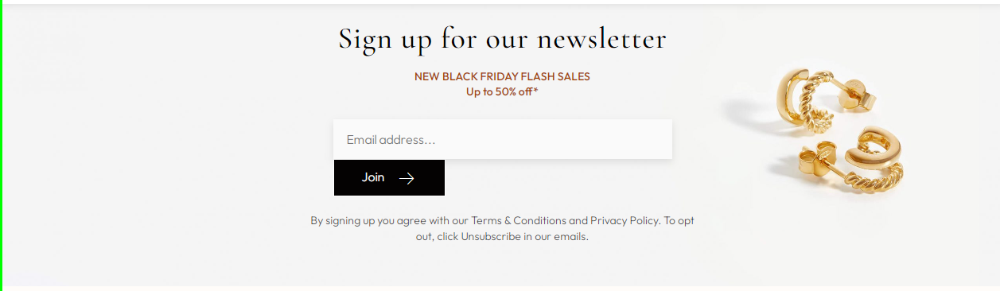 Sign up for our newsletter
NEW BLACK FRIDAY FLASH SALES
Up to 50% off*
Email address...
Join
By signing up you agree with our Terms & Conditions and Privacy Policy. To opt
out, click Unsubscribe in our emails.